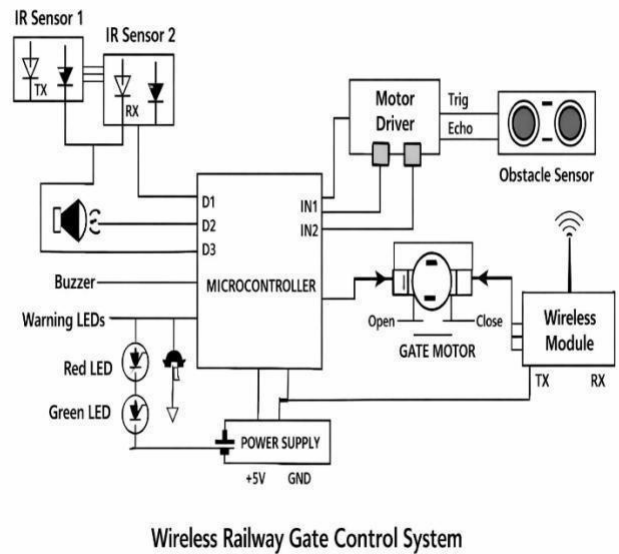 IR Sensor 1
IR Sensor 2
TX
RX
Motor
Driver
Trig
Echo
Obstacle Sensor
D1
D2
D3
IN1
IN2
MICROCONTROLLER
Buzzer
Warning LEDs
Red LED
Green LED
Open
Close
GATE MOTOR
Wireless
Module
TX RX
POWER SUPPLY
+5V GND
Wireless Railway Gate Control System